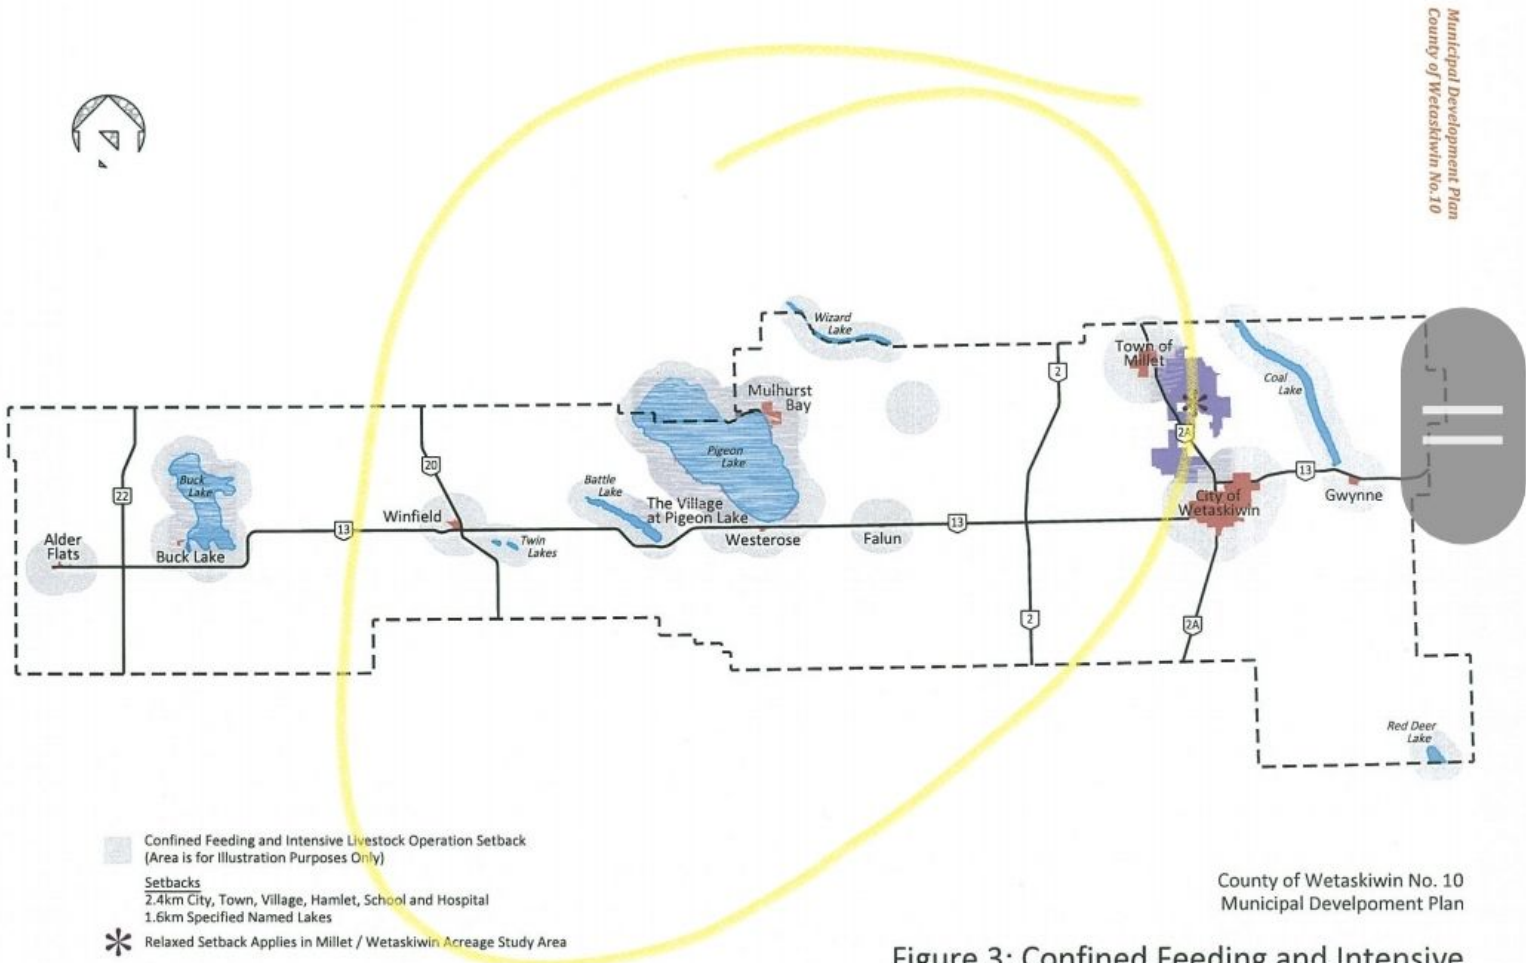 Municipal Development Plan
County of Wetaskiwin No.10
Wizard
Lake
2
Town of
Millet
Coal
Lake
Mulhurst
Bay
2A
Pigeon
Lake
Buck
Lake
22
20
Battle
Lake
The Village
at Pigeon Lake
13
City of
Wetaskiwin
Gwynne
Winfield
13
13
Westerose
Falun
Alder
Flats
Buck Lake
Twin
Lakes
2
2A
Red Deer
Lake
Confined Feeding and Intensive Livestock Operation Setback
(Area is for Illustration Purposes Only)
Setbacks
2.4km City, Town, Village, Hamlet, School and Hospital
1.6km Specified Named Lakes
Relaxed Setback Applies in Millet / Wetaskiwin Acreage Study Area
County of Wetaskiwin No. 10
Municipal Develpoment Plan
Figure 3: Confined Feeding and Intensive